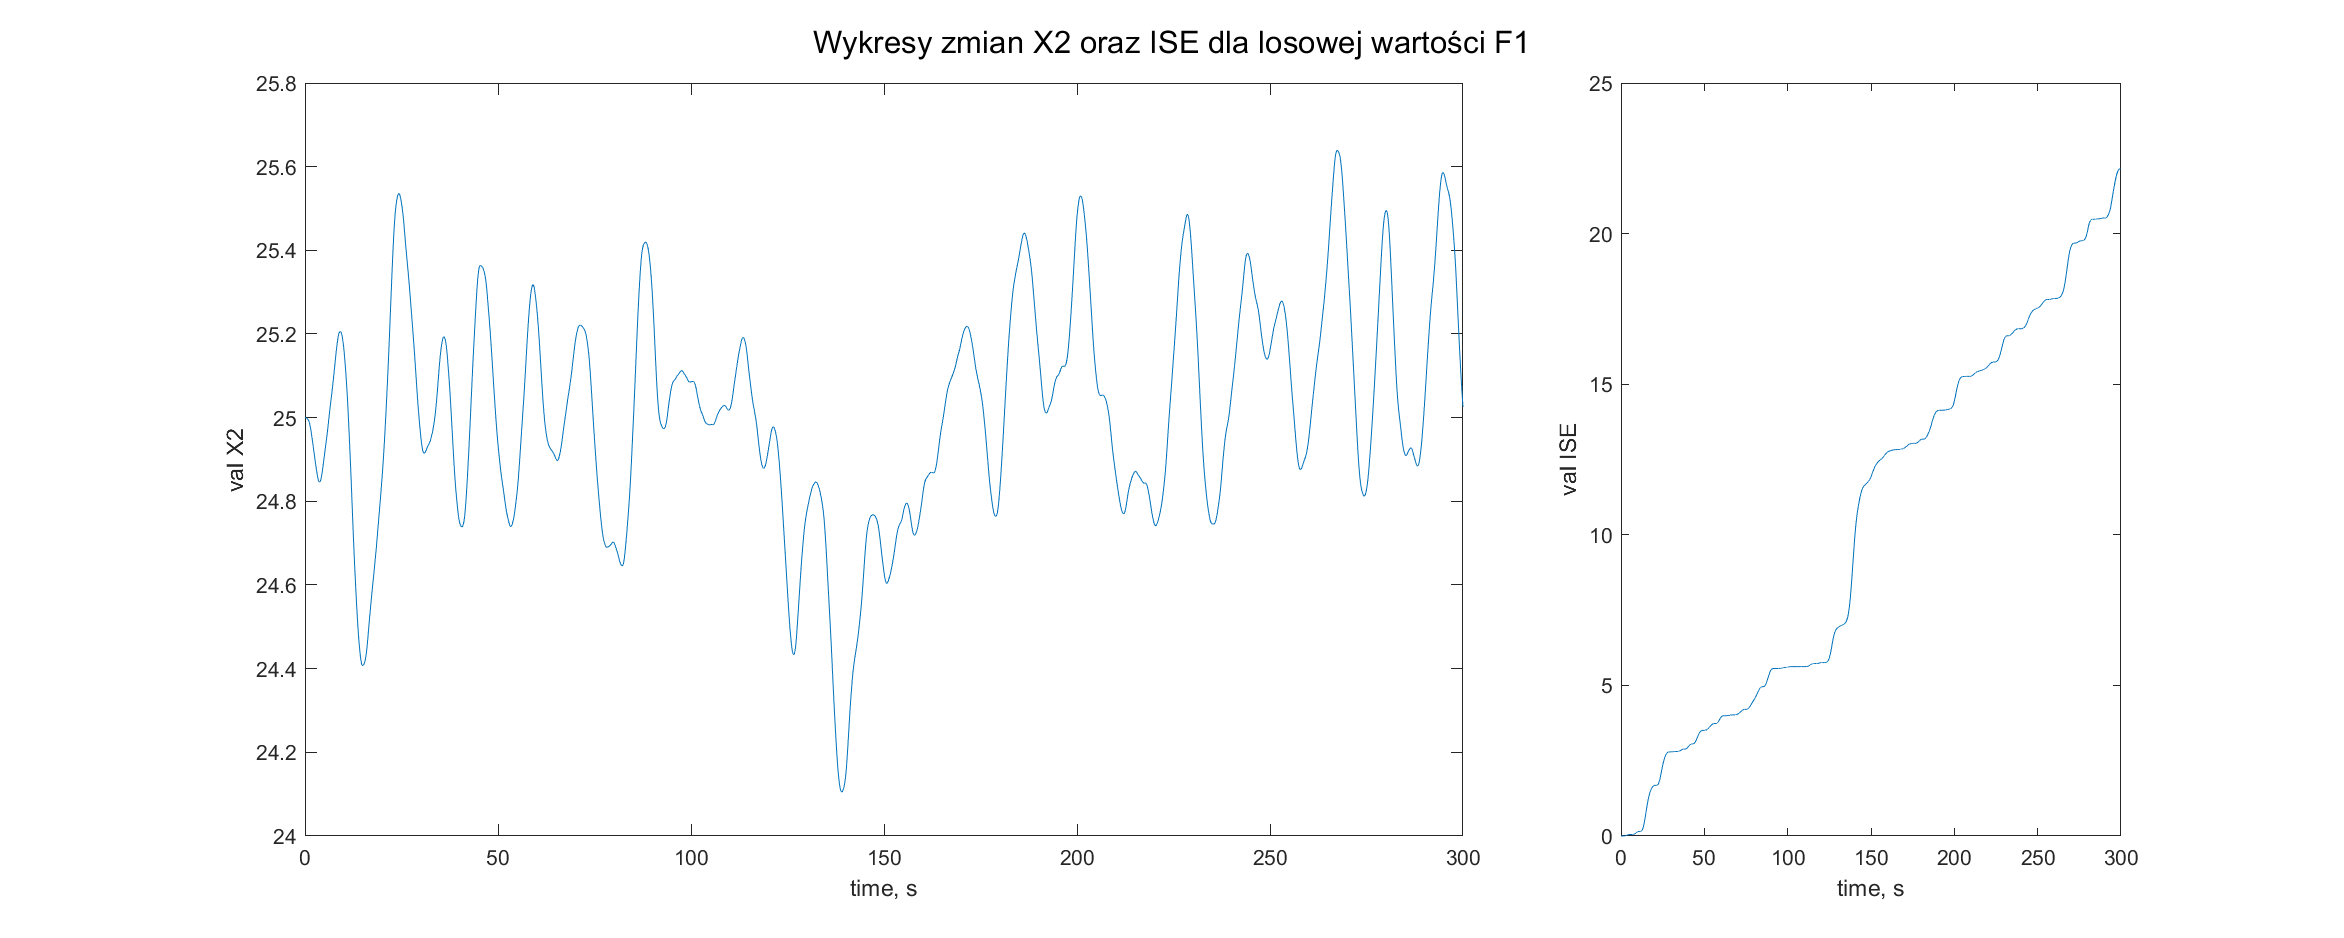 Wykresy zmian X2 oraz ISE dla losowej wartości F1
val X2
25.8
25.6
25.4
25.2
25
24.8
24.6
24.4
24.2
24
0 50 100 150 200 250 300
time, s
val ISE
25
20
15
10
5
0
0 50 100 150 200 250 300
time, s